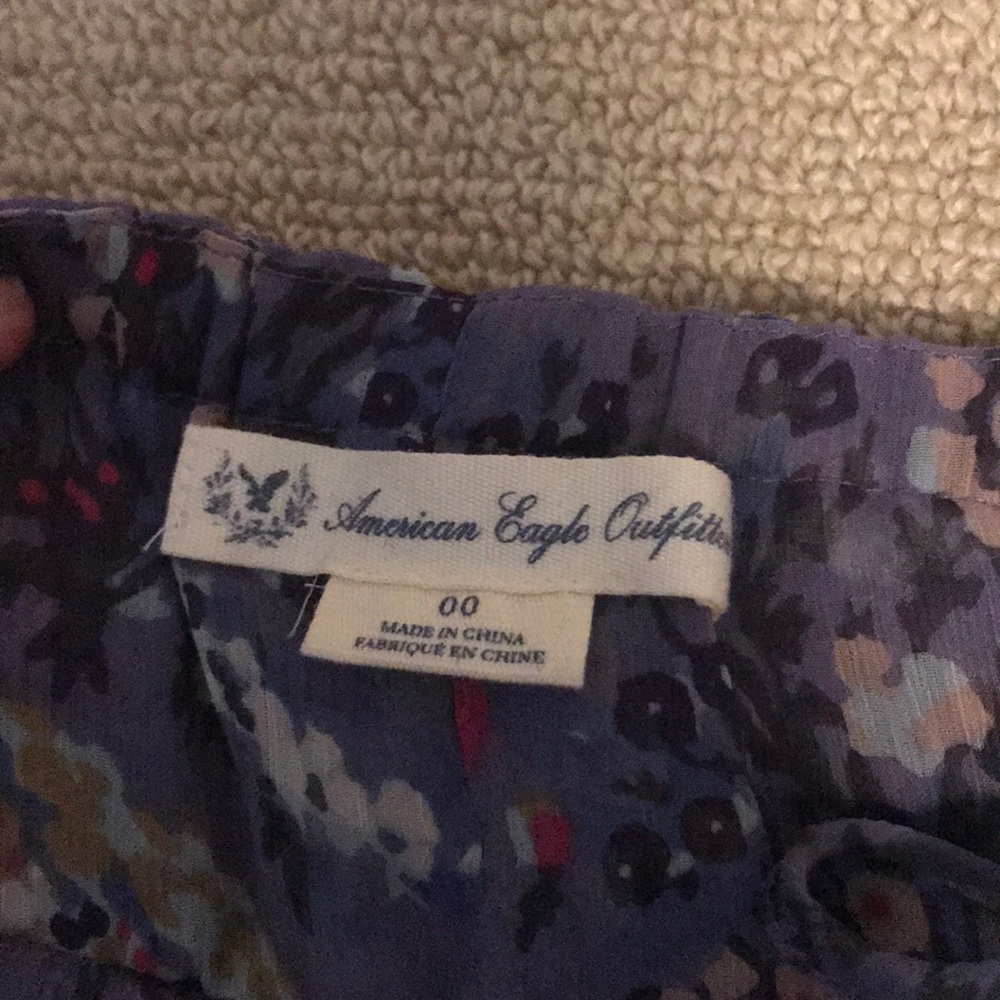 American Eagle Outfitte
00
MADE IN CHINA
FABRIQUÉ EN CHINE